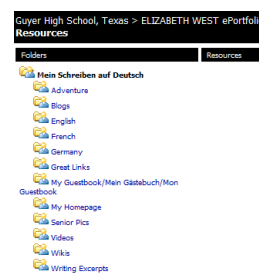 Guyer High School, Texas > ELIZABETH WEST ePortfoli
Resources
Folders Resources
Mein Schreiben auf Deutsch
Adventure
Blogs
English
French
Germany
Great Links
My Guestbook/Mein Gästebuch/Mon
Guestbook
My Homepage
Senior Pics
Videos
Wikis
Writing Excerpts